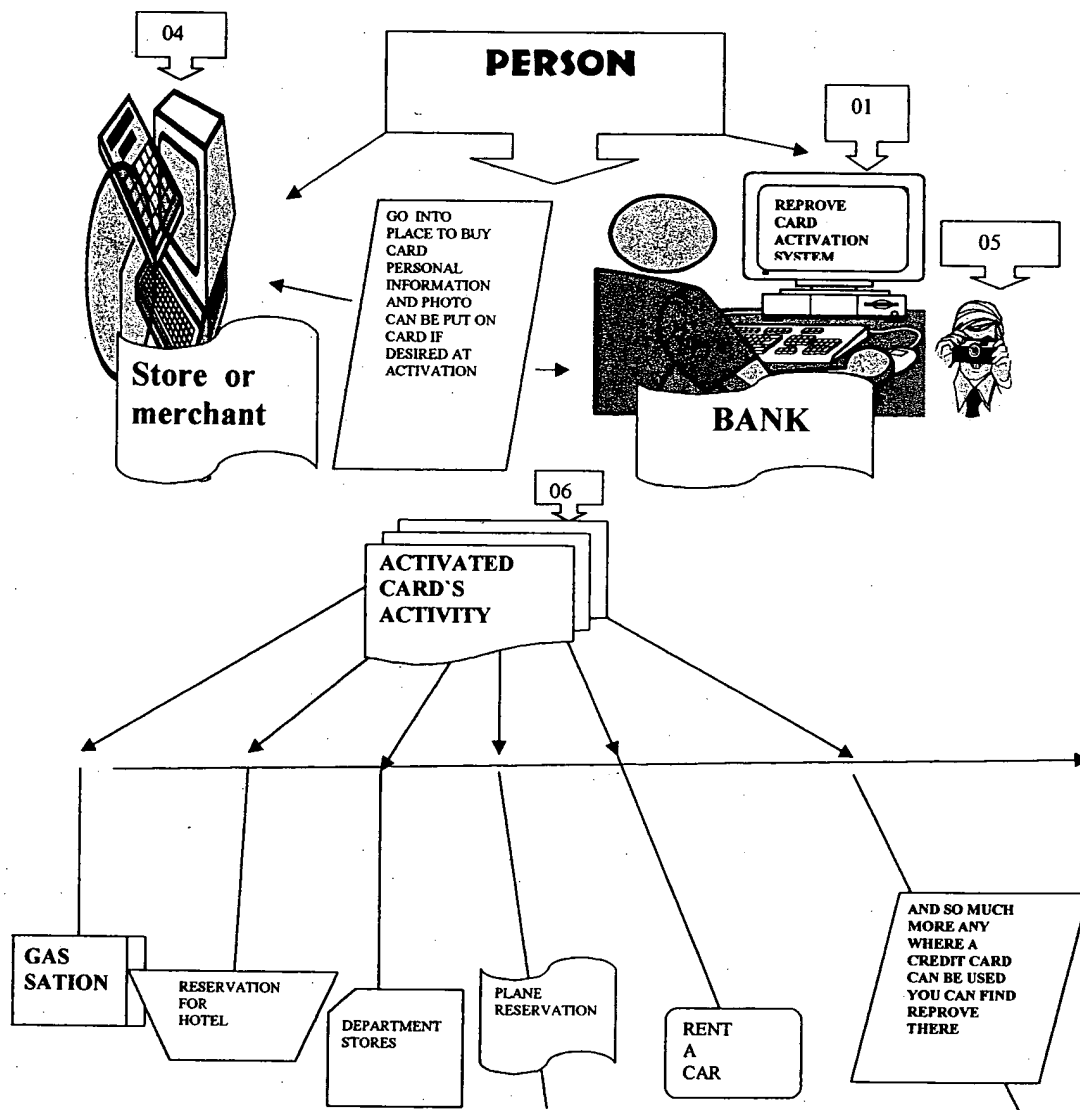 04
PERSON
01
REPROVE
CARD
ACTIVATION
SYSTEM
05
GO INTO
PLACE TO BUY
CARD
PERSONAL
INFORMATION
AND PHOTO
CAN BE PUT ON
CARD IF
DESIRED AT
ACTIVATION
Store or
merchant
BANK
06
ACTIVATED
CARD`S
ACTIVITY
GAS
SATION
RESERVATION
FOR
HOTEL
DEPARTMENT
STORES
PLANE
RESERVATION
RENT
A
CAR
AND SO MUCH
MORE ANY
WHERE A
CREDIT CARD
CAN BE USED
YOU CAN FIND
REPROVE
THERE